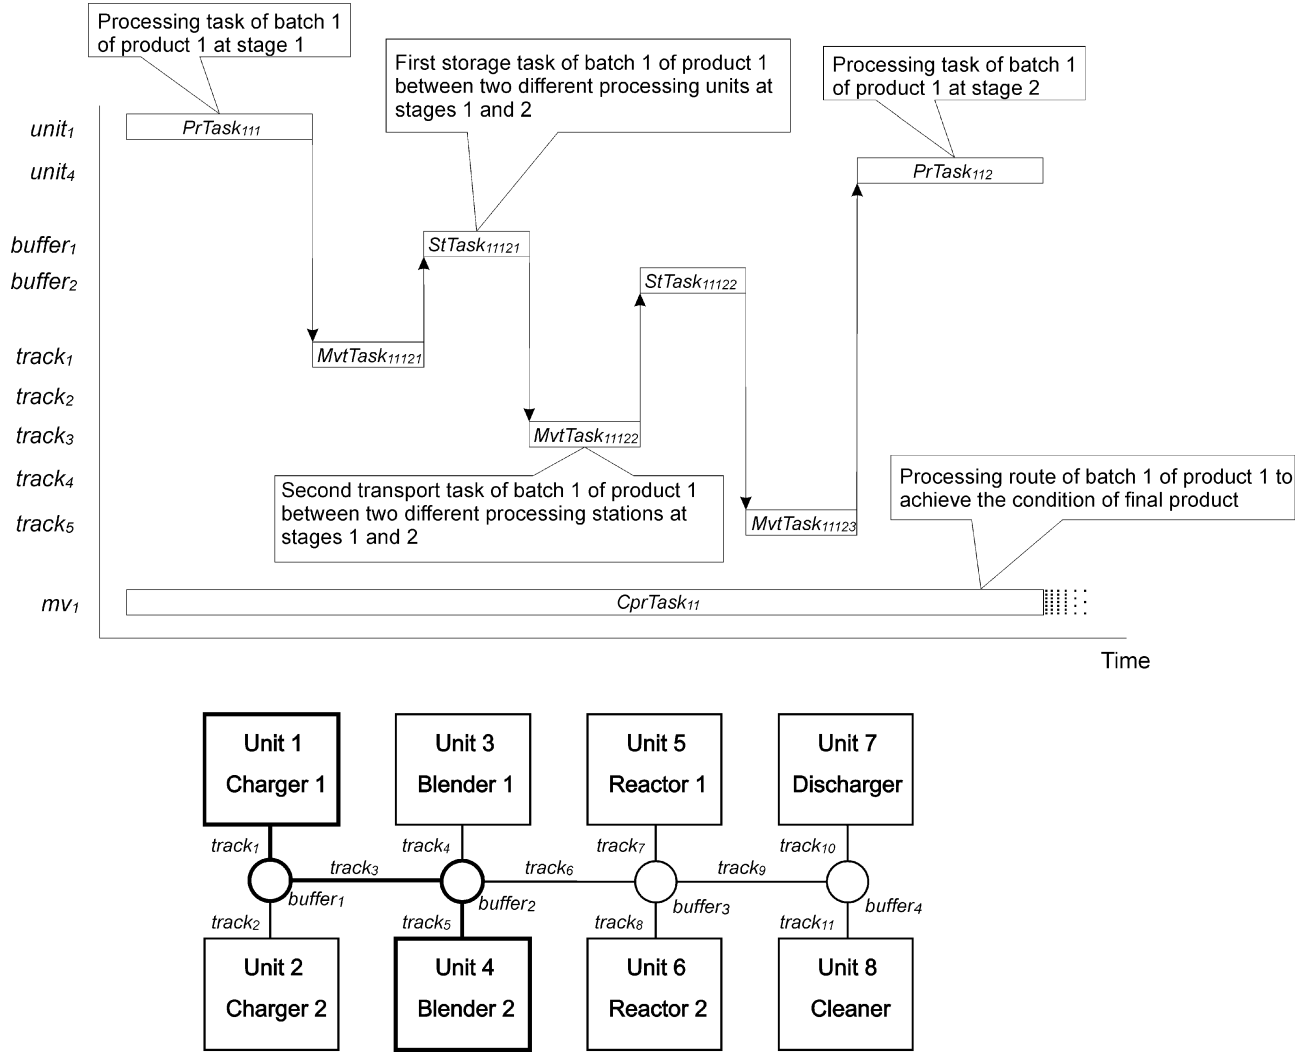 Processing task of batch 1
of product 1 at stage 1
First storage task of batch 1 of product 1
between two different processing units at
stages 1 and 2
Processing task of batch 1
of product 1 at stage 2
unit1
PrTask111
unit4
PrTask112
buffer1
StTask11121
buffer2
StTask11122
track1
MvtTask11121
track2
track3
MvtTask11122
track4
Second transport task of batch 1 of product 1
between two different processing stations at
stages 1 and 2
Processing route of batch 1 of product 1 to
achieve the condition of final product
track5
MvtTask11123
mv1
CprTask11
Time
Unit 1
Charger 1
Unit 3
Blender 1
Unit 5
Reactor 1
Unit 7
Discharger
track1
track4
track7
track10
track3
track6
track9
buffer1
buffer2
buffer3
buffer4
track2
track5
track8
track11
Unit 2
Charger 2
Unit 4
Blender 2
Unit 6
Reactor 2
Unit 8
Cleaner